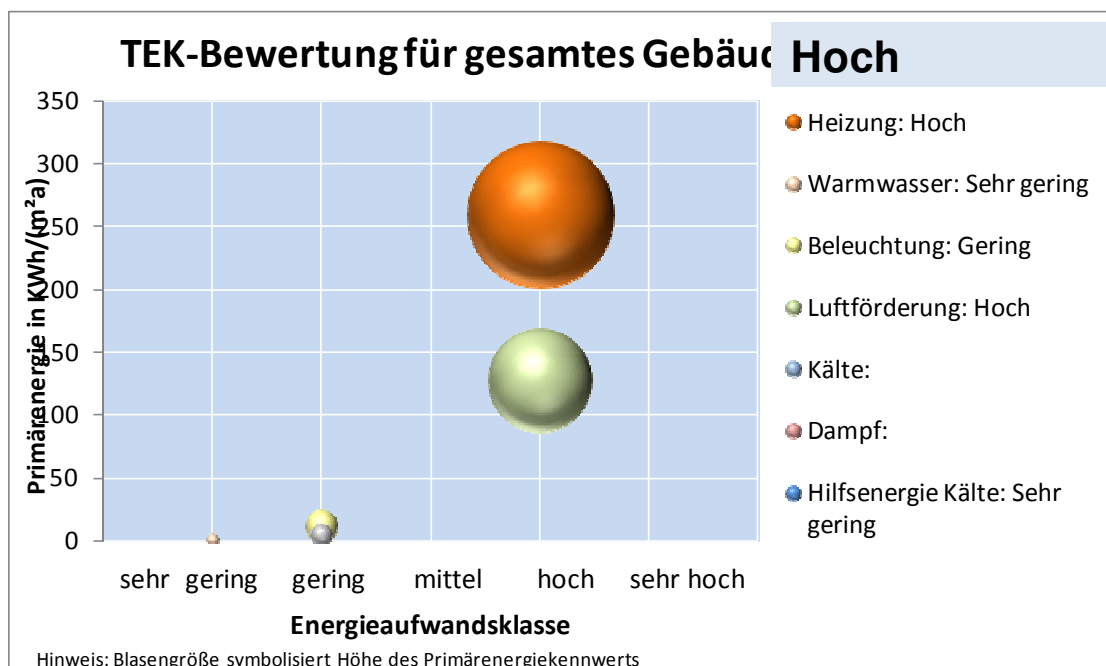 TEK-Bewertung für gesamtes Gebäud
Hoch
350
300
250
200
150
100
50
0
Primärenergie in KWh/(m²a)
sehr gering
gering
mittel
hoch
sehr hoch
Energieaufwandsklasse
Heizung: Hoch
Warmwasser: Sehr gering
Beleuchtung: Gering
Luftförderung: Hoch
Kälte:
Dampf:
Hilfsenergie Kälte: Sehr
gering
Hinweis: Blasengröße symbolisiert Höhe des Primärenergiekennwerts